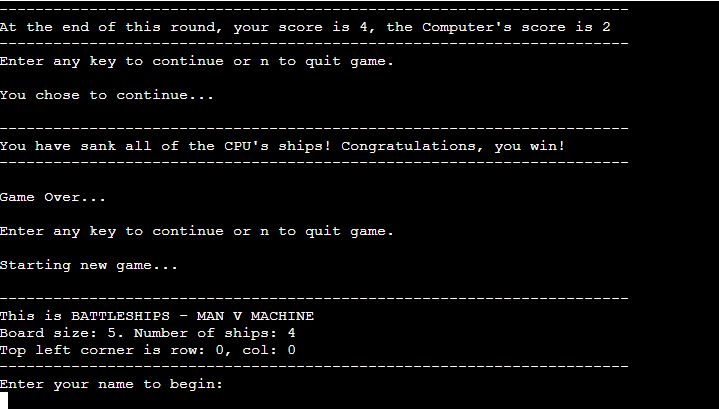 -----------------------------------------------------------------------
At the end of this round, your score is 4, the Computer's score is 2
-----------------------------------------------------------------------
Enter any key to continue or n to quit game.
You chose to continue...
-----------------------------------------------------------------------
You have sank all of the CPU's ships! Congratulations, you win!
-----------------------------------------------------------------------
Game Over...
Enter any key to continue or n to quit game.
Starting new game...
-----------------------------------------------------------------------
This is BATTLESHIPS - MAN V MACHINE
Board size: 5. Number of ships: 4
Top left corner is row: 0, col: 0
-----------------------------------------------------------------------
Enter your name to begin: